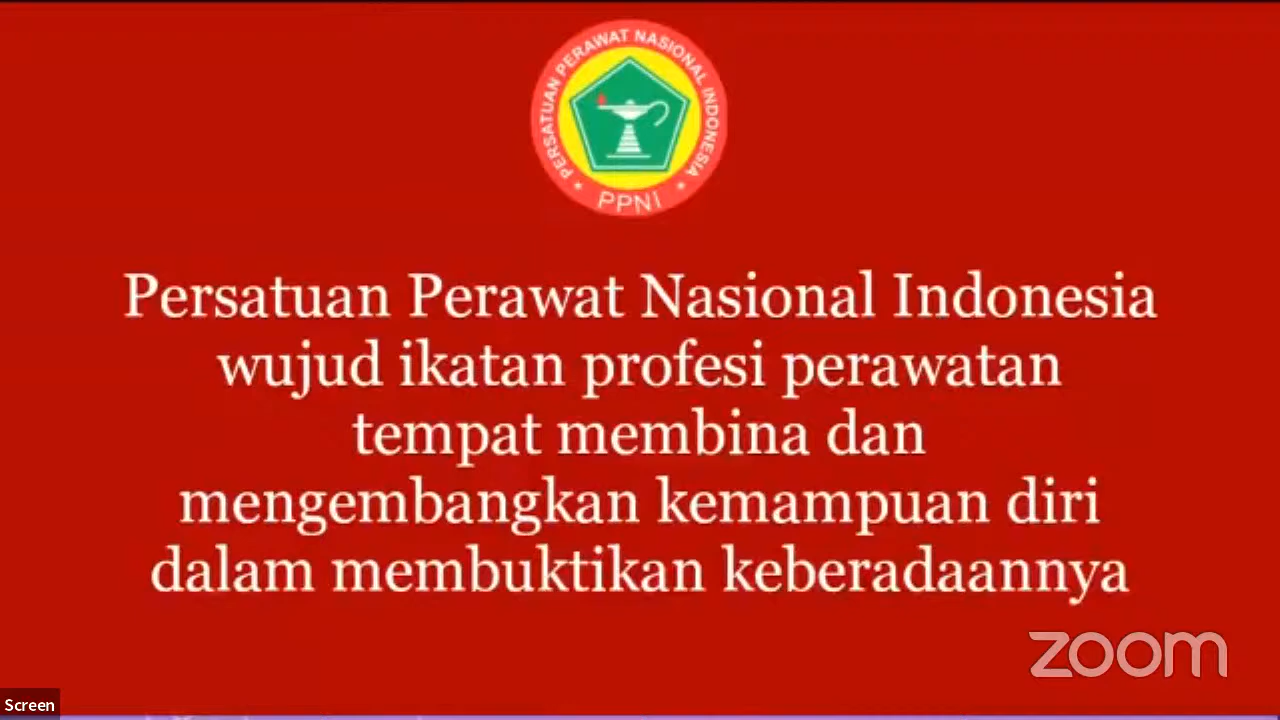 PERSATUAN PERAWAT NASIONAL INDONESIA
PPNI
Persatuan Perawat Nasional Indonesia
wujud ikatan profesi perawatan
tempat membina dan
mengembangkan kemampuan diri
dalam membuktikan keberadaannya
zoom
Screen